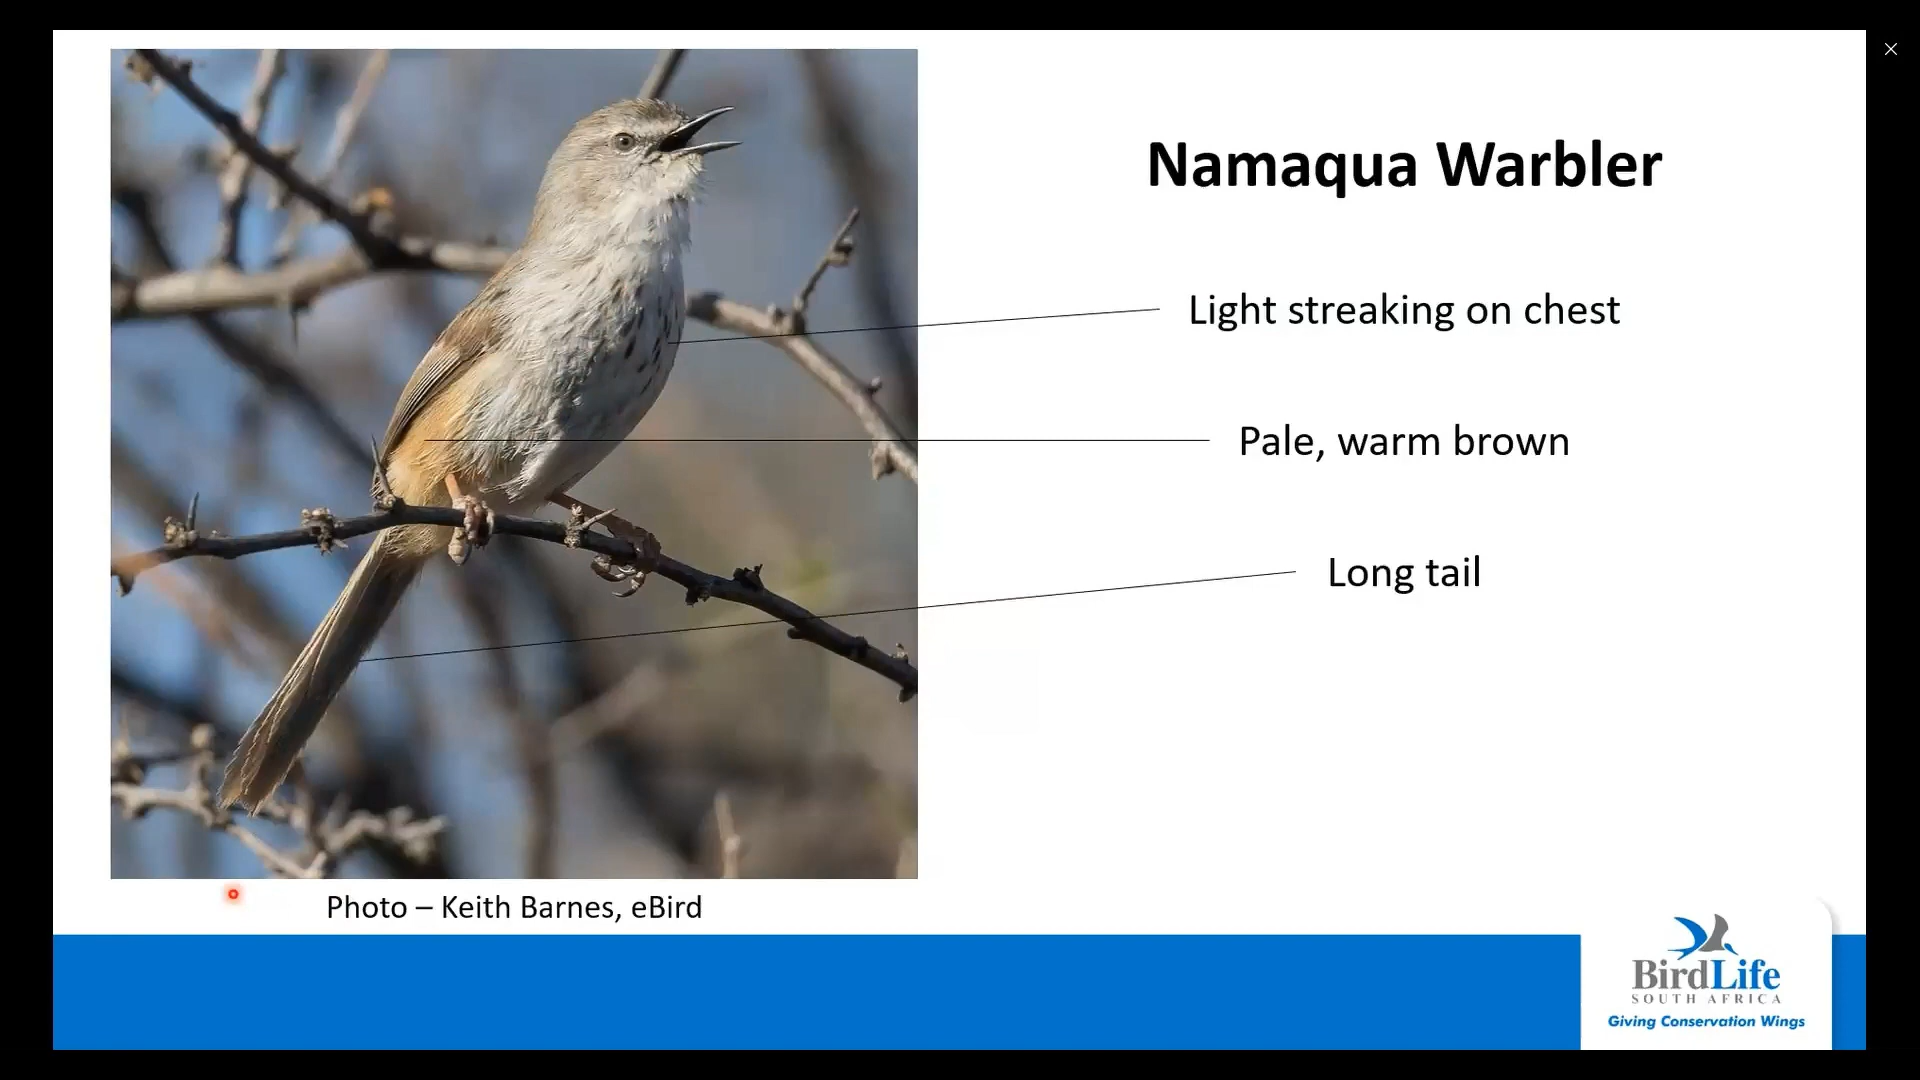 Namaqua Warbler
Light streaking on chest
Pale, warm brown
Long tail
Photo – Keith Barnes, eBird
BirdLife
SOUTH AFRICA
Giving Conservation Wings